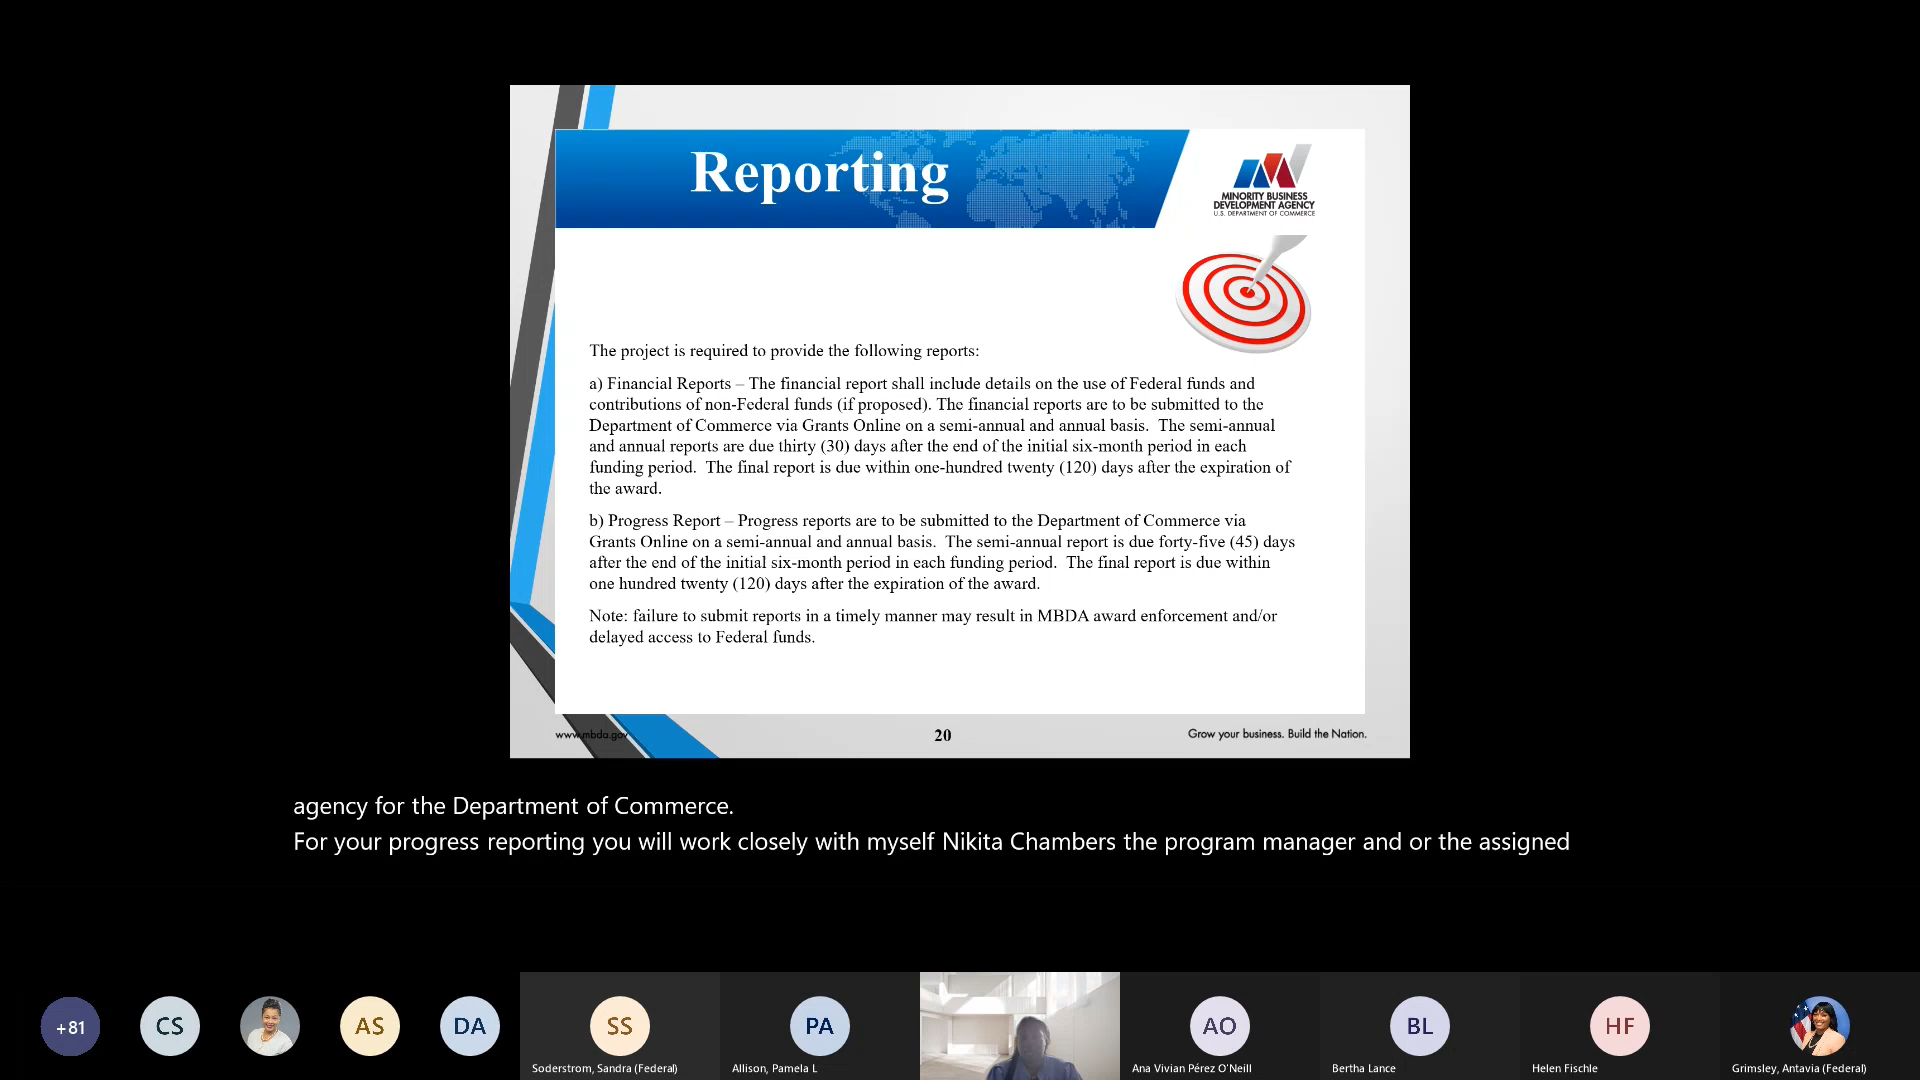 Reporting
MINORITY BUSINESS
DEVELOPMENT AGENCY
U.S. DEPARTMENT OF COMMERCE
The project is required to provide the following reports:
a) Financial Reports – The financial report shall include details on the use of Federal funds and
contributions of non-Federal funds (if proposed). The financial reports are to be submitted to the
Department of Commerce via Grants Online on a semi-annual and annual basis. The semi-annual
and annual reports are due thirty (30) days after the end of the initial six-month period in each
funding period. The final report is due within one-hundred twenty (120) days after the expiration of
the award.
b) Progress Report – Progress reports are to be submitted to the Department of Commerce via
Grants Online on a semi-annual and annual basis. The semi-annual report is due forty-five (45) days
after the end of the initial six-month period in each funding period. The final report is due within
one hundred twenty (120) days after the expiration of the award.
Note: failure to submit reports in a timely manner may result in MBDA award enforcement and/or
delayed access to Federal funds.
www.mbda.gov
20
Grow your business. Build the Nation.
agency for the Department of Commerce.
For your progress reporting you will work closely with myself Nikita Chambers the program manager and or the assigned
+81
CS
AS
DA
SS
PA
AO
BL
HF
Soderstrom, Sandra (Federal)
Allison, Pamela L
Ana Vivian Pérez O'Neill
Bertha Lance
Helen Fischle
Grimsley, Antavia (Federal)